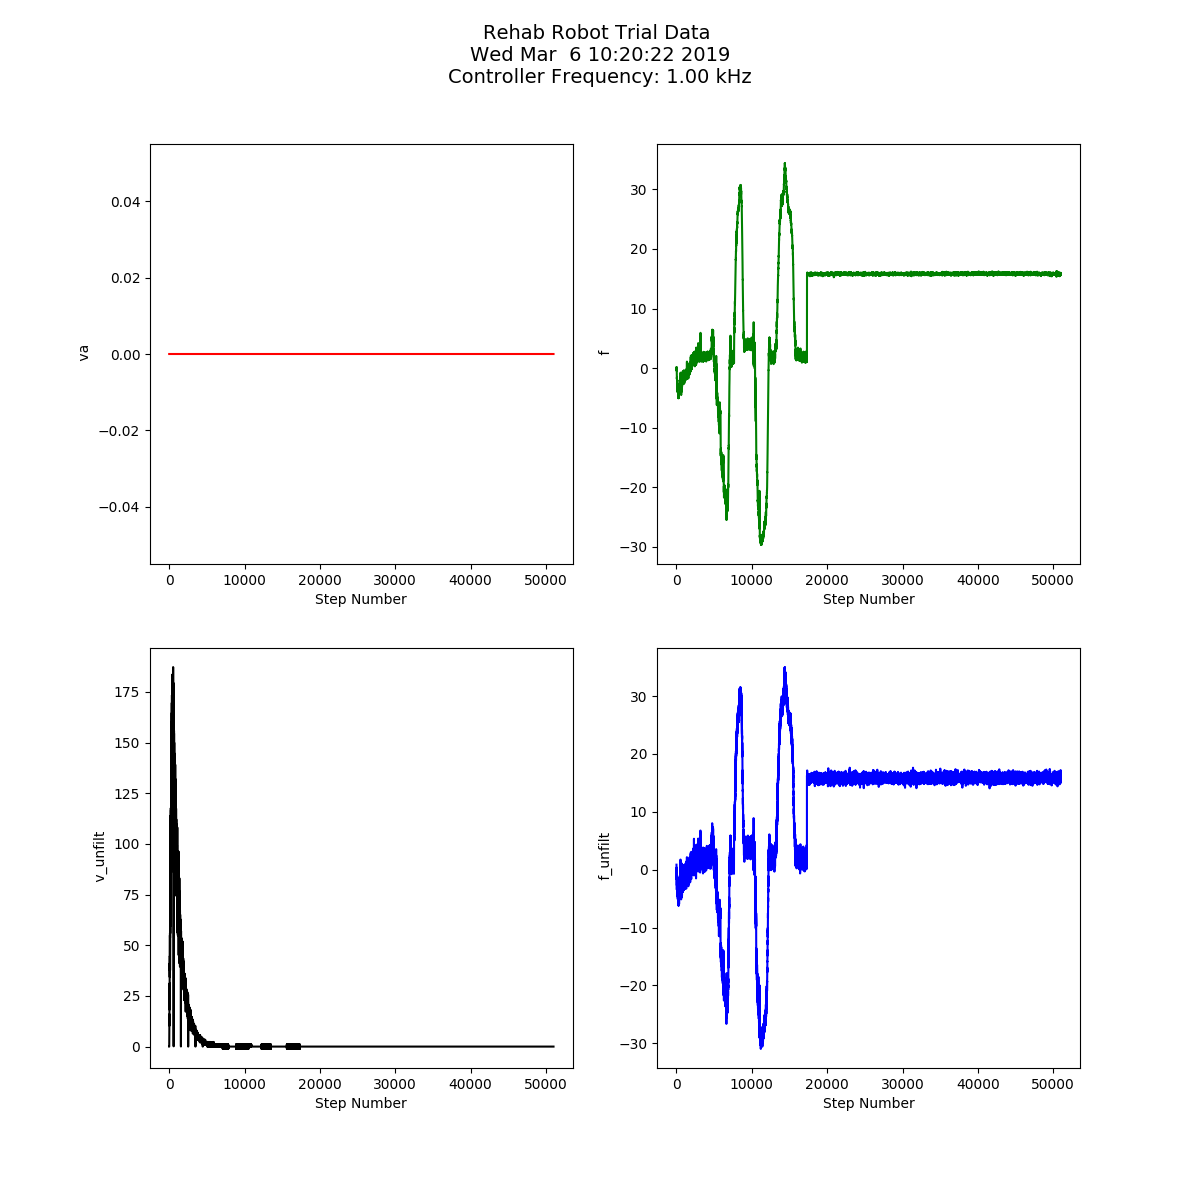 Rehab Robot Trial Data
Wed Mar  6 10:20:22 2019
Controller Frequency: 1.00 kHz
va
0.04
0.02
0.00
−0.02
−0.04
0 10000 20000 30000 40000 50000
Step Number
f
30
20
10
0
−10
−20
−30
0 10000 20000 30000 40000 50000
Step Number
v_unfilt
175
150
125
100
75
50
25
0
0 10000 20000 30000 40000 50000
Step Number
f_unfilt
30
20
10
0
−10
−20
−30
0 10000 20000 30000 40000 50000
Step Number